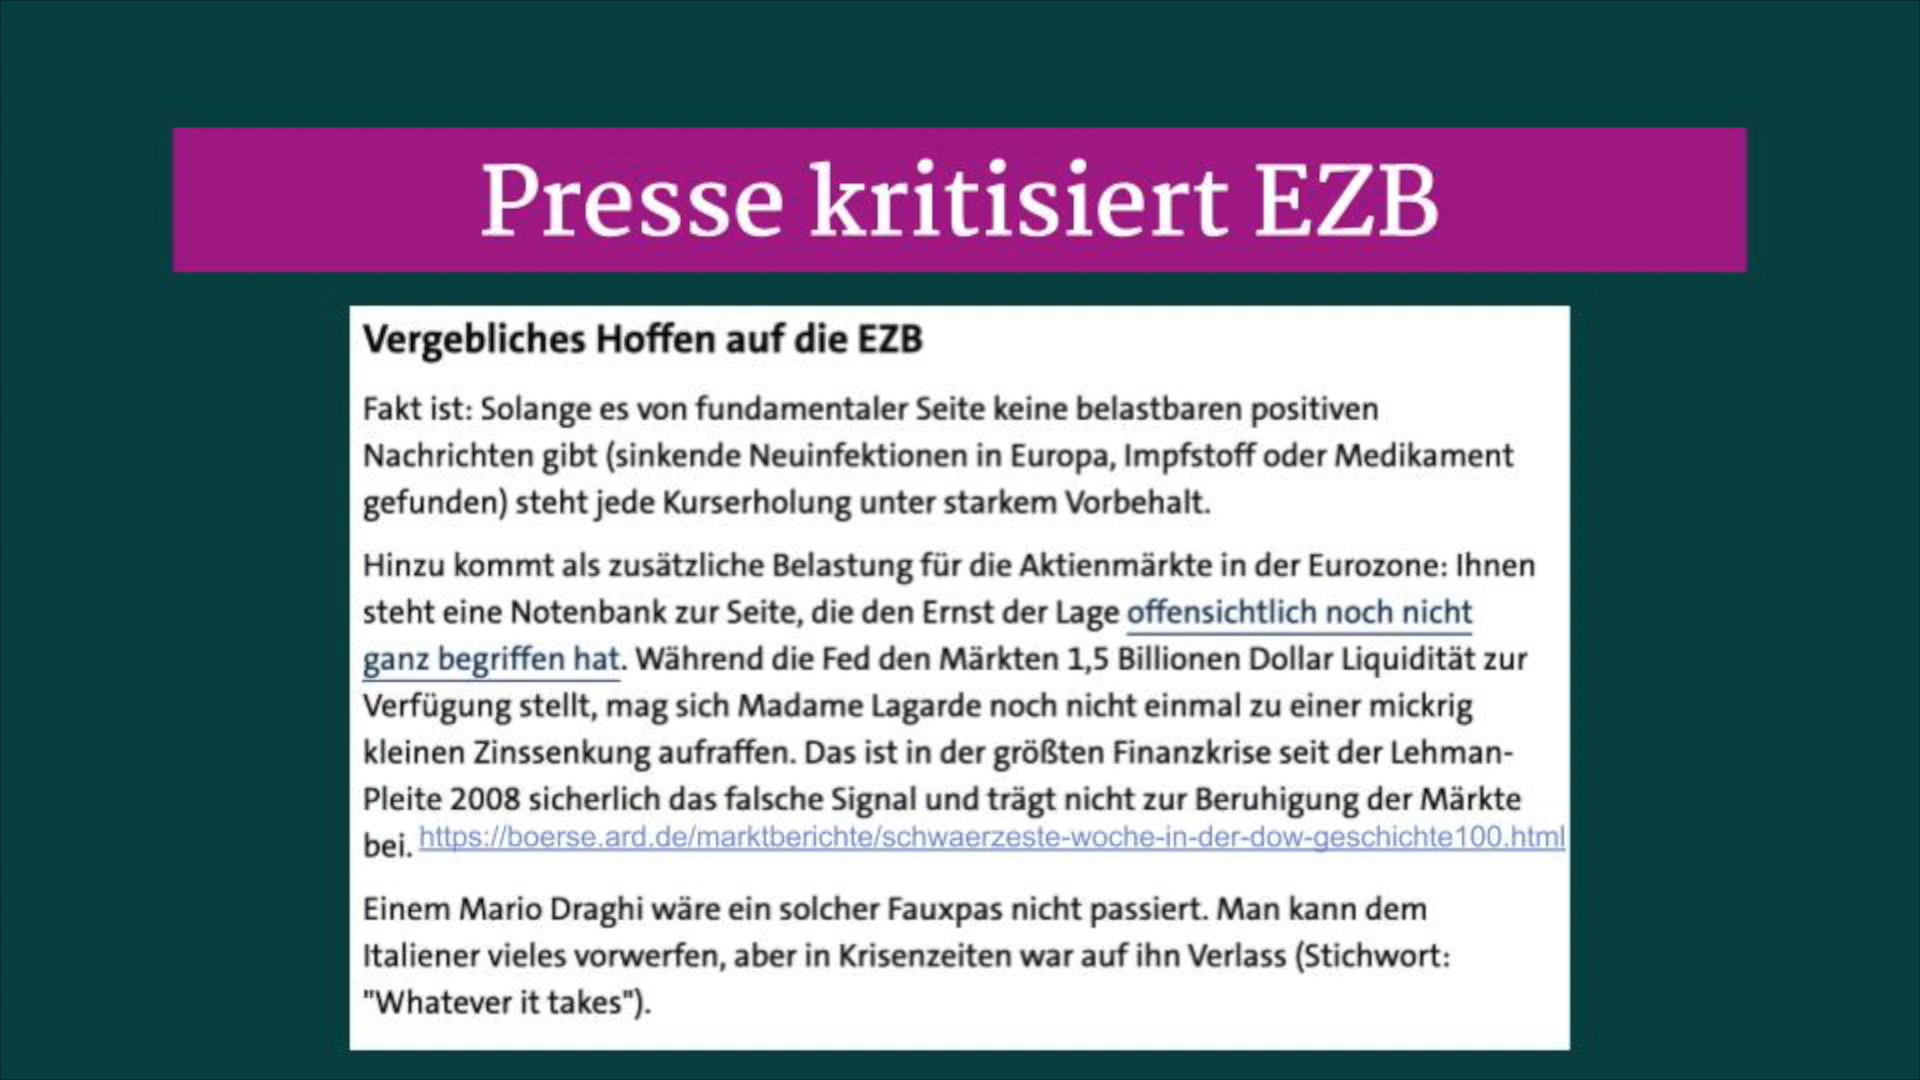 Presse kritisiert EZB
Vergebliches Hoffen auf die EZB
Fakt ist: Solange es von fundamentaler Seite keine belastbaren positiven
Nachrichten gibt (sinkende Neuinfektionen in Europa, Impfstoff oder Medikament
gefunden) steht jede Kurserholung unter starkem Vorbehalt.
Hinzu kommt als zusätzliche Belastung für die Aktienmärkte in der Eurozone: Ihnen
steht eine Notenbank zur Seite, die den Ernst der Lage offensichtlich noch nicht
ganz begriffen hat. Während die Fed den Märkten 1,5 Billionen Dollar Liquidität zur
Verfügung stellt, mag sich Madame Lagarde noch nicht einmal zu einer mickrig
kleinen Zinssenkung aufraffen. Das ist in der größten Finanzkrise seit der Lehman-
Pleite 2008 sicherlich das falsche Signal und trägt nicht zur Beruhigung der Märkte
bei. https://boerse.ard.de/marktberichte/schwaerzeste-woche-in-der-dow-geschichte100.html
Einem Mario Draghi wäre ein solcher Fauxpas nicht passiert. Man kann dem
Italiener vieles vorwerfen, aber in Krisenzeiten war auf ihn Verlass (Stichwort:
"Whatever it takes").